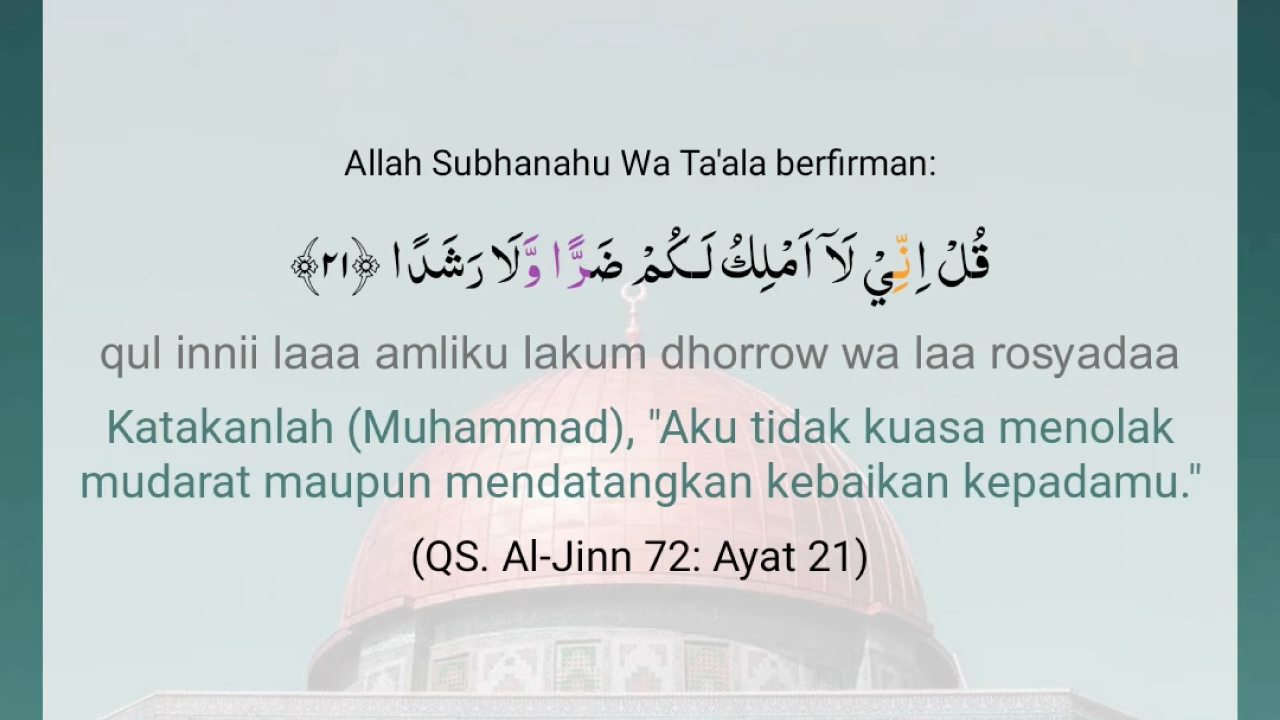 Allah Subhanahu Wa Ta'ala berfirman:
قُلْ اِنِّيْ لَآ اَمْلِكُ لَـكُمْ ضَرًّا وَّلَا رَشَدًا ﴿٢١﴾
qul innii laaa amliku lakum dhorrow wa laa rosyadaa
Katakanlah (Muhammad), "Aku tidak kuasa menolak
mudarat maupun mendatangkan kebaikan kepadamu."
(QS. Al-Jinn 72: Ayat 21)